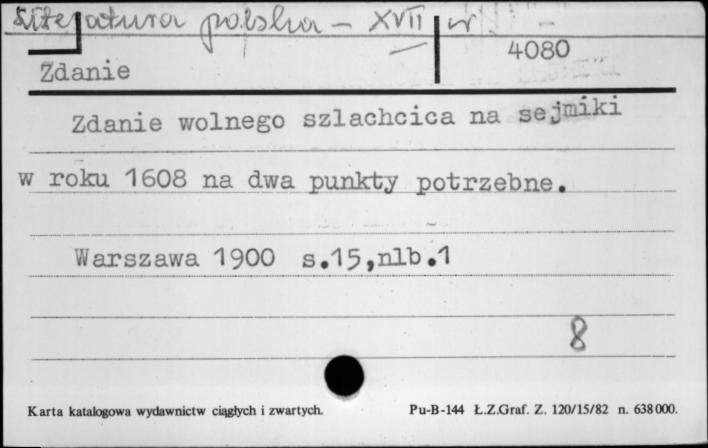 Literatura polska – XVII w
4080
Zdanie
Zdanie wolnego szlachcica na sejmiki
w roku 1608 na dwa punkty potrzebne.
Warszawa 1900 s.15,nlb.1
8
Karta katalogowa wydawnictw ciągłych i zwartych. Pu-B-144 Ł.Z.Graf. Z. 120/15/82 n. 638000.